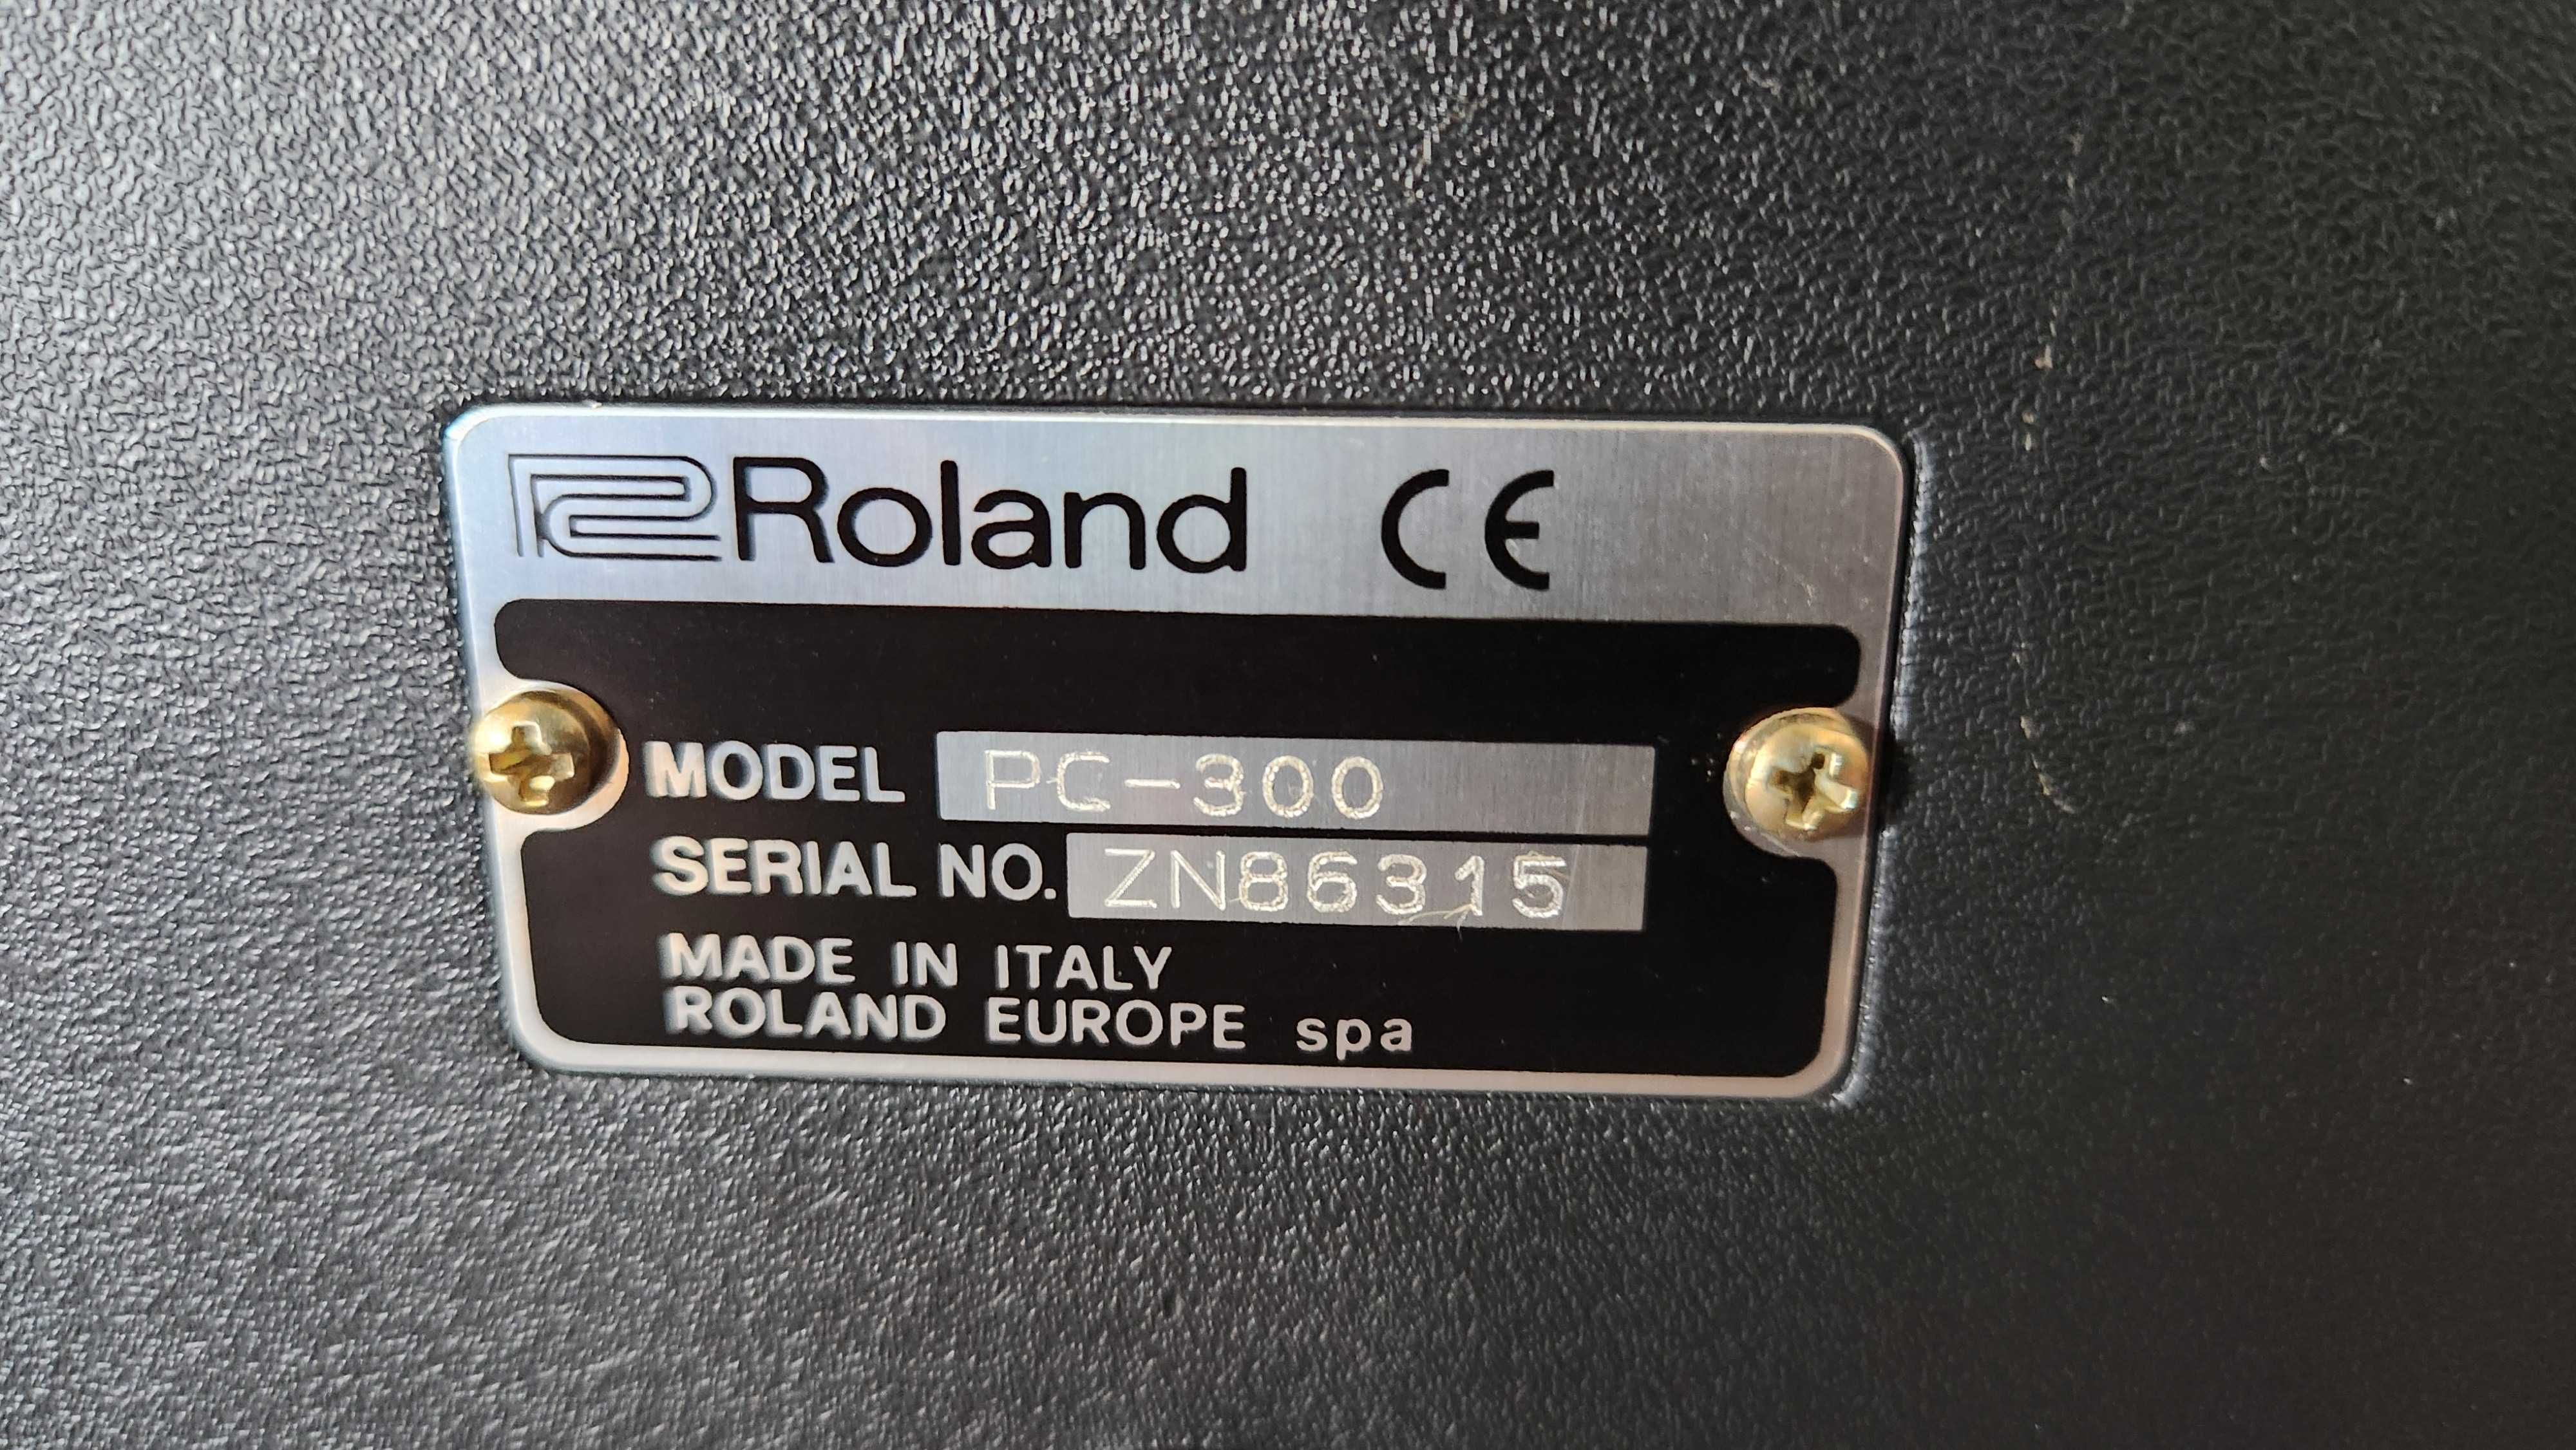 Roland CE
MODEL PC-300
SERIAL NO. ZN86315
MADE IN ITALY
ROLAND EUROPE spa